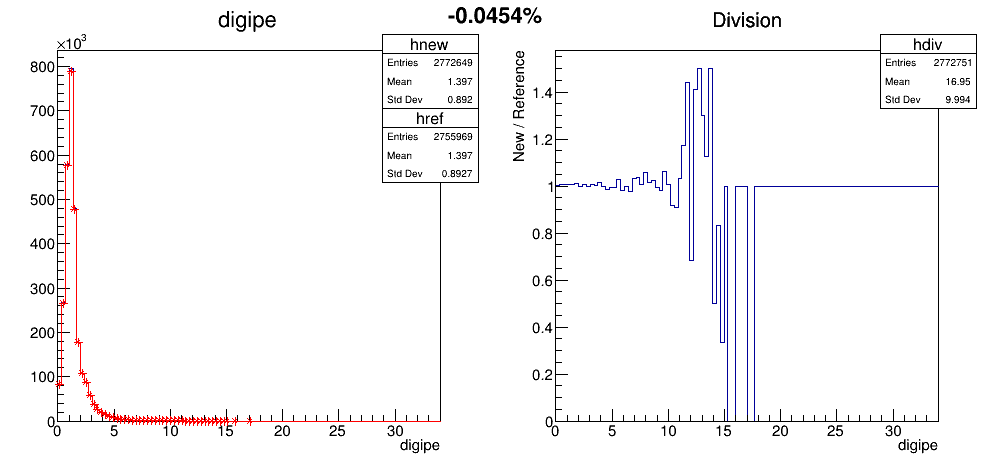 -0.0454%
digipe
×10³
hnew
Entries 2772649
Mean 1.397
Std Dev 0.892
href
Entries 2755969
Mean 1.397
Std Dev 0.8927
800
700
600
500
400
300
200
100
0
0 5 10 15 20 25 30
digipe
Division
hdiv
Entries 2772751
Mean 16.95
Std Dev 9.994
New / Reference
1.4
1.2
1
0.8
0.6
0.4
0.2
0
0 5 10 15 20 25 30
digipe